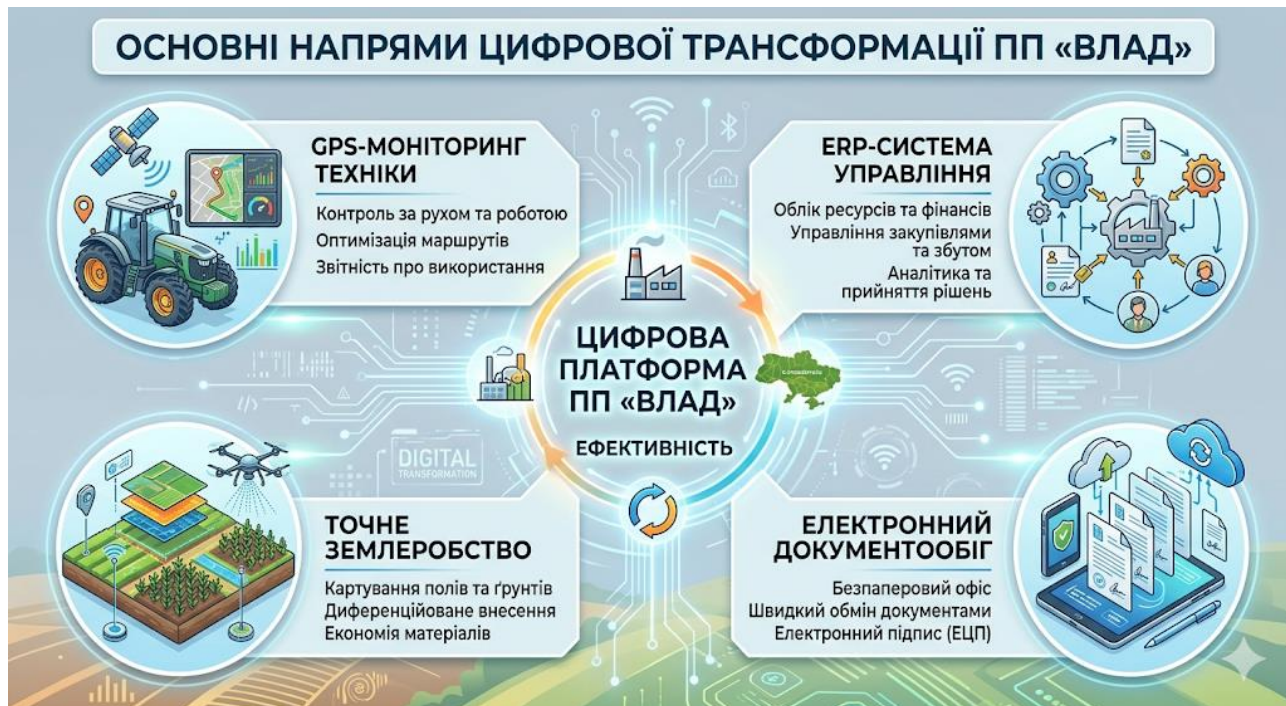 ОСНОВНІ НАПРЯМИ ЦИФРОВОЇ ТРАНСФОРМАЦІЇ ПП «ВЛАД»
GPS-МОНІТОРИНГ
ТЕХНІКИ
Контроль за рухом та роботою
Оптимізація маршрутів
Звітність про використання
ERP-СИСТЕМА
УПРАВЛІННЯ
Облік ресурсів та фінансів
Управління закупівлями
та збутом
Аналітика та
прийняття рішень
ЦИФРОВА
ПЛАТФОРМА
ПП «ВЛАД»
ЕФЕКТИВНІСТЬ
DIGITAL
TRANSFORMATION
ТОЧНЕ
ЗЕМЛЕРОБСТВО
Картування полів та ґрунтів
Диференційоване внесення
Економія матеріалів
ЕЛЕКТРОННИЙ
ДОКУМЕНТООБІГ
Безпаперовий офіс
Швидкий обмін документами
Електронний підпис (ЕЦП)